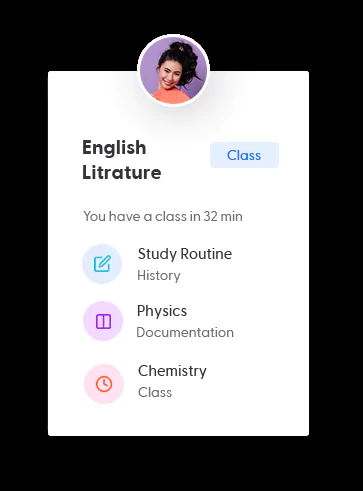 English
Litrature
Class
You have a class in 32 min
Study Routine
History
Physics
Documentation
Chemistry
Class